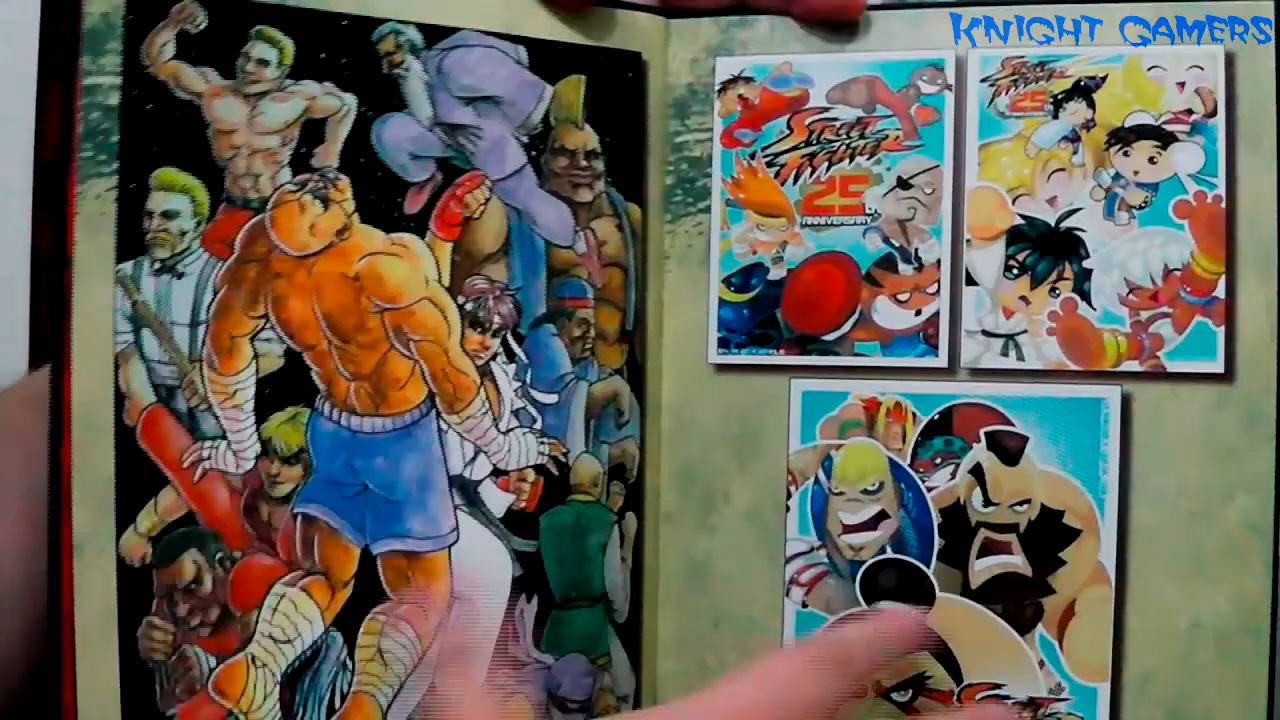 KNIGHT GAMERS
STREET
FIGHTER
25
ANNIVERSARY
STREET
FIGHTER
25